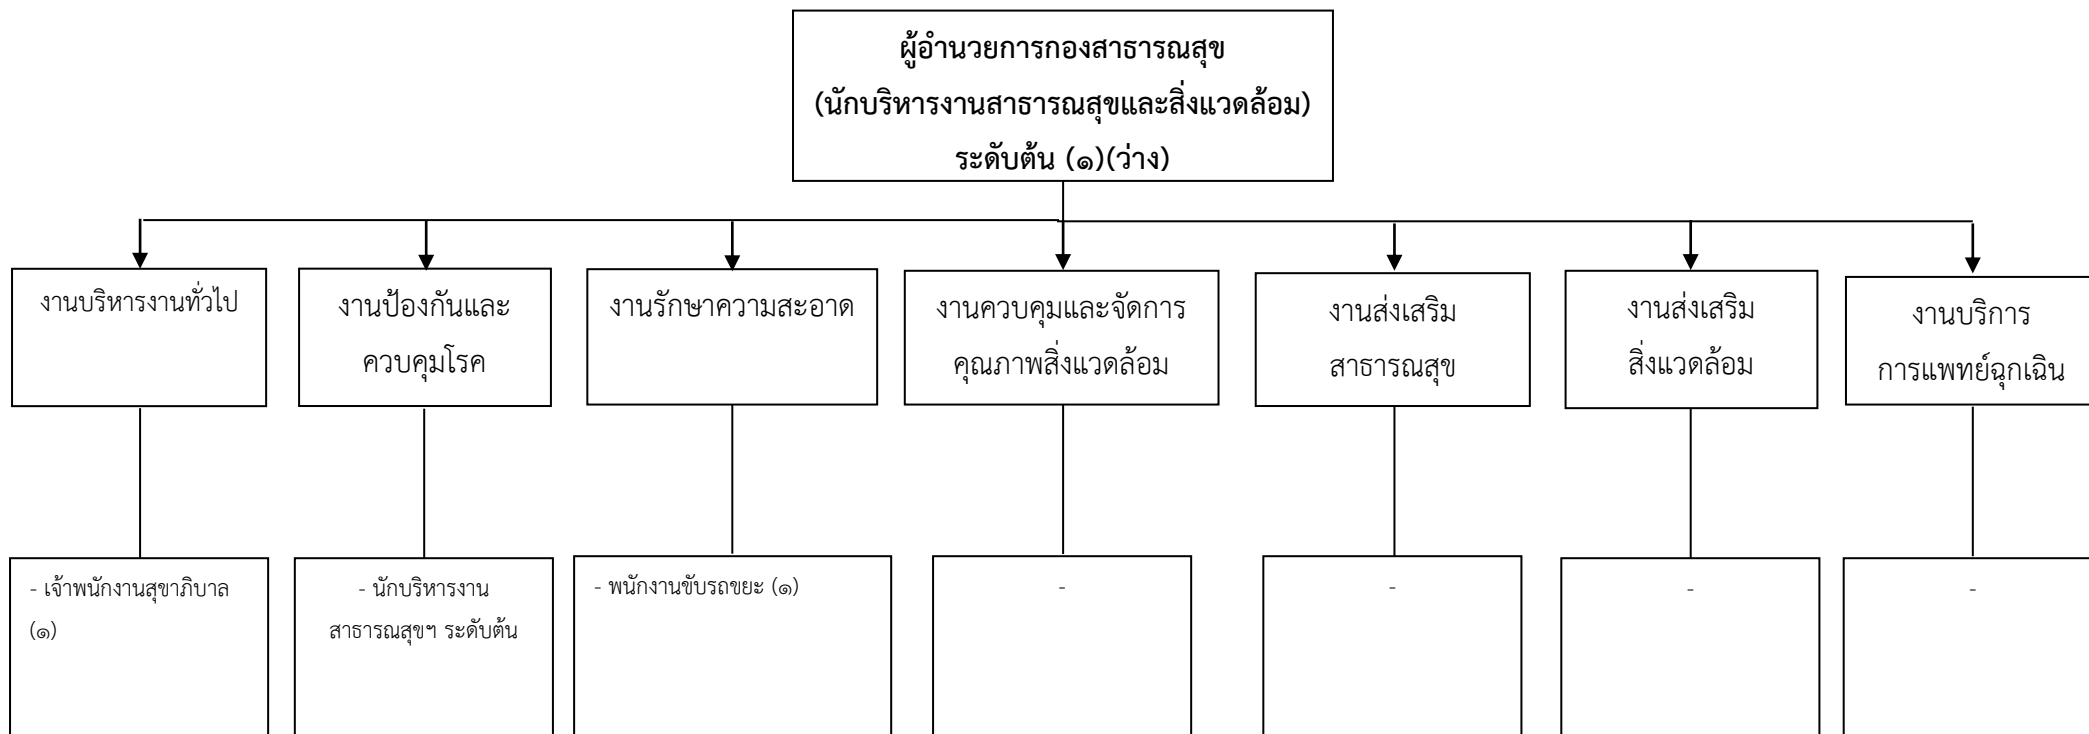 ผู้อำนวยการกองสาธารณสุข
(นักบริหารงานสาธารณสุขและสิ่งแวดล้อม)
ระดับต้น (๑)(ว่าง)
งานบริหารงานทั่วไป
งานป้องกันและ
ควบคุมโรค
งานรักษาความสะอาด
งานควบคุมและจัดการ
คุณภาพสิ่งแวดล้อม
งานส่งเสริม
สาธารณสุข
งานส่งเสริม
สิ่งแวดล้อม
งานบริการ
การแพทย์ฉุกเฉิน
- เจ้าพนักงานสุขาภิบาล
(๑)
- นักบริหารงาน
สาธารณสุขฯ ระดับต้น
- พนักงานขับรถขยะ (๑)
-
-
-
-